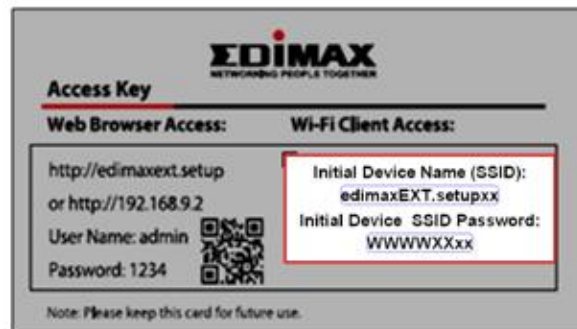 EDIMAX
NETWORKING PEOPLE TOGETHER
Access Key
Web Browser Access:
http://edimaxext.setup
or http://192.168.9.2
User Name: admin
Password: 1234
Wi-Fi Client Access:
Initial Device Name (SSID):
edimaxEXT.setupxx
Initial Device SSID Password:
WWWWXXxx
Note: Please keep this card for future use.